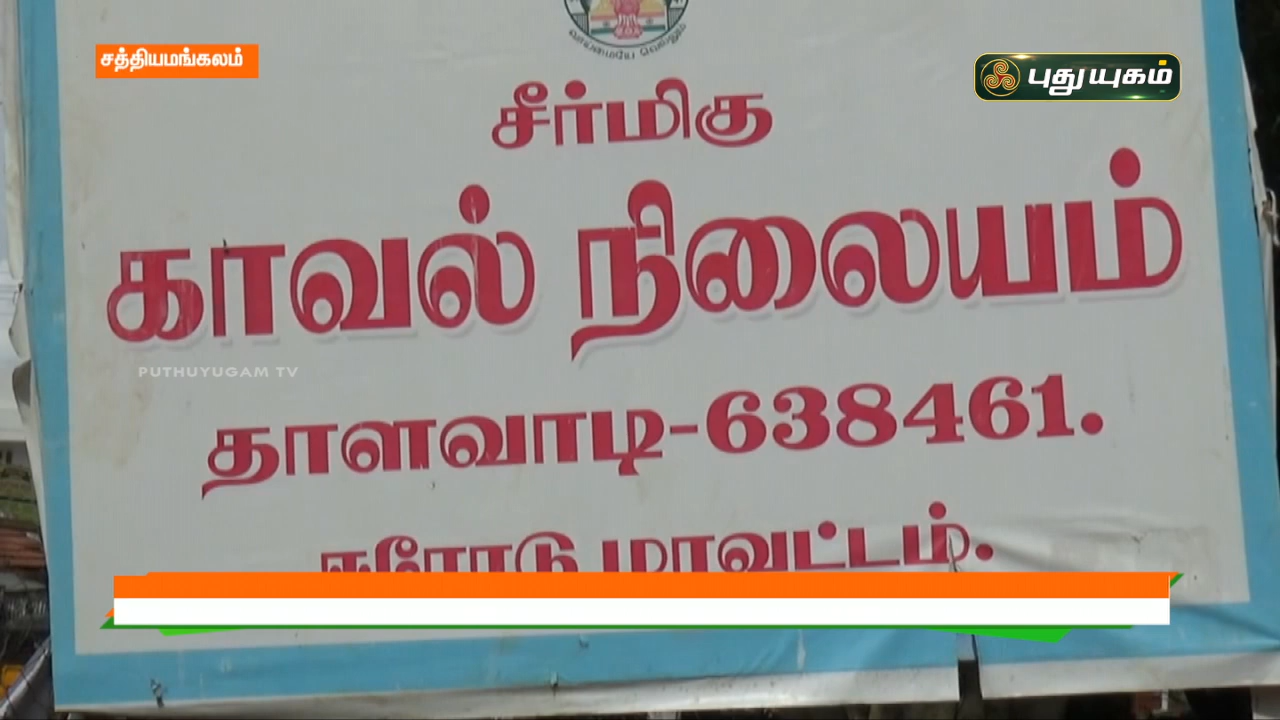 வாய்மையே வெல்லும்
சத்தியமங்கலம்
புதுயுகம்
சீர்மிகு
காவல் நிலையம்
PUTHUYUGAM TV
தாளவாடி-638461.
ஈரோடு மாவட்டம்.